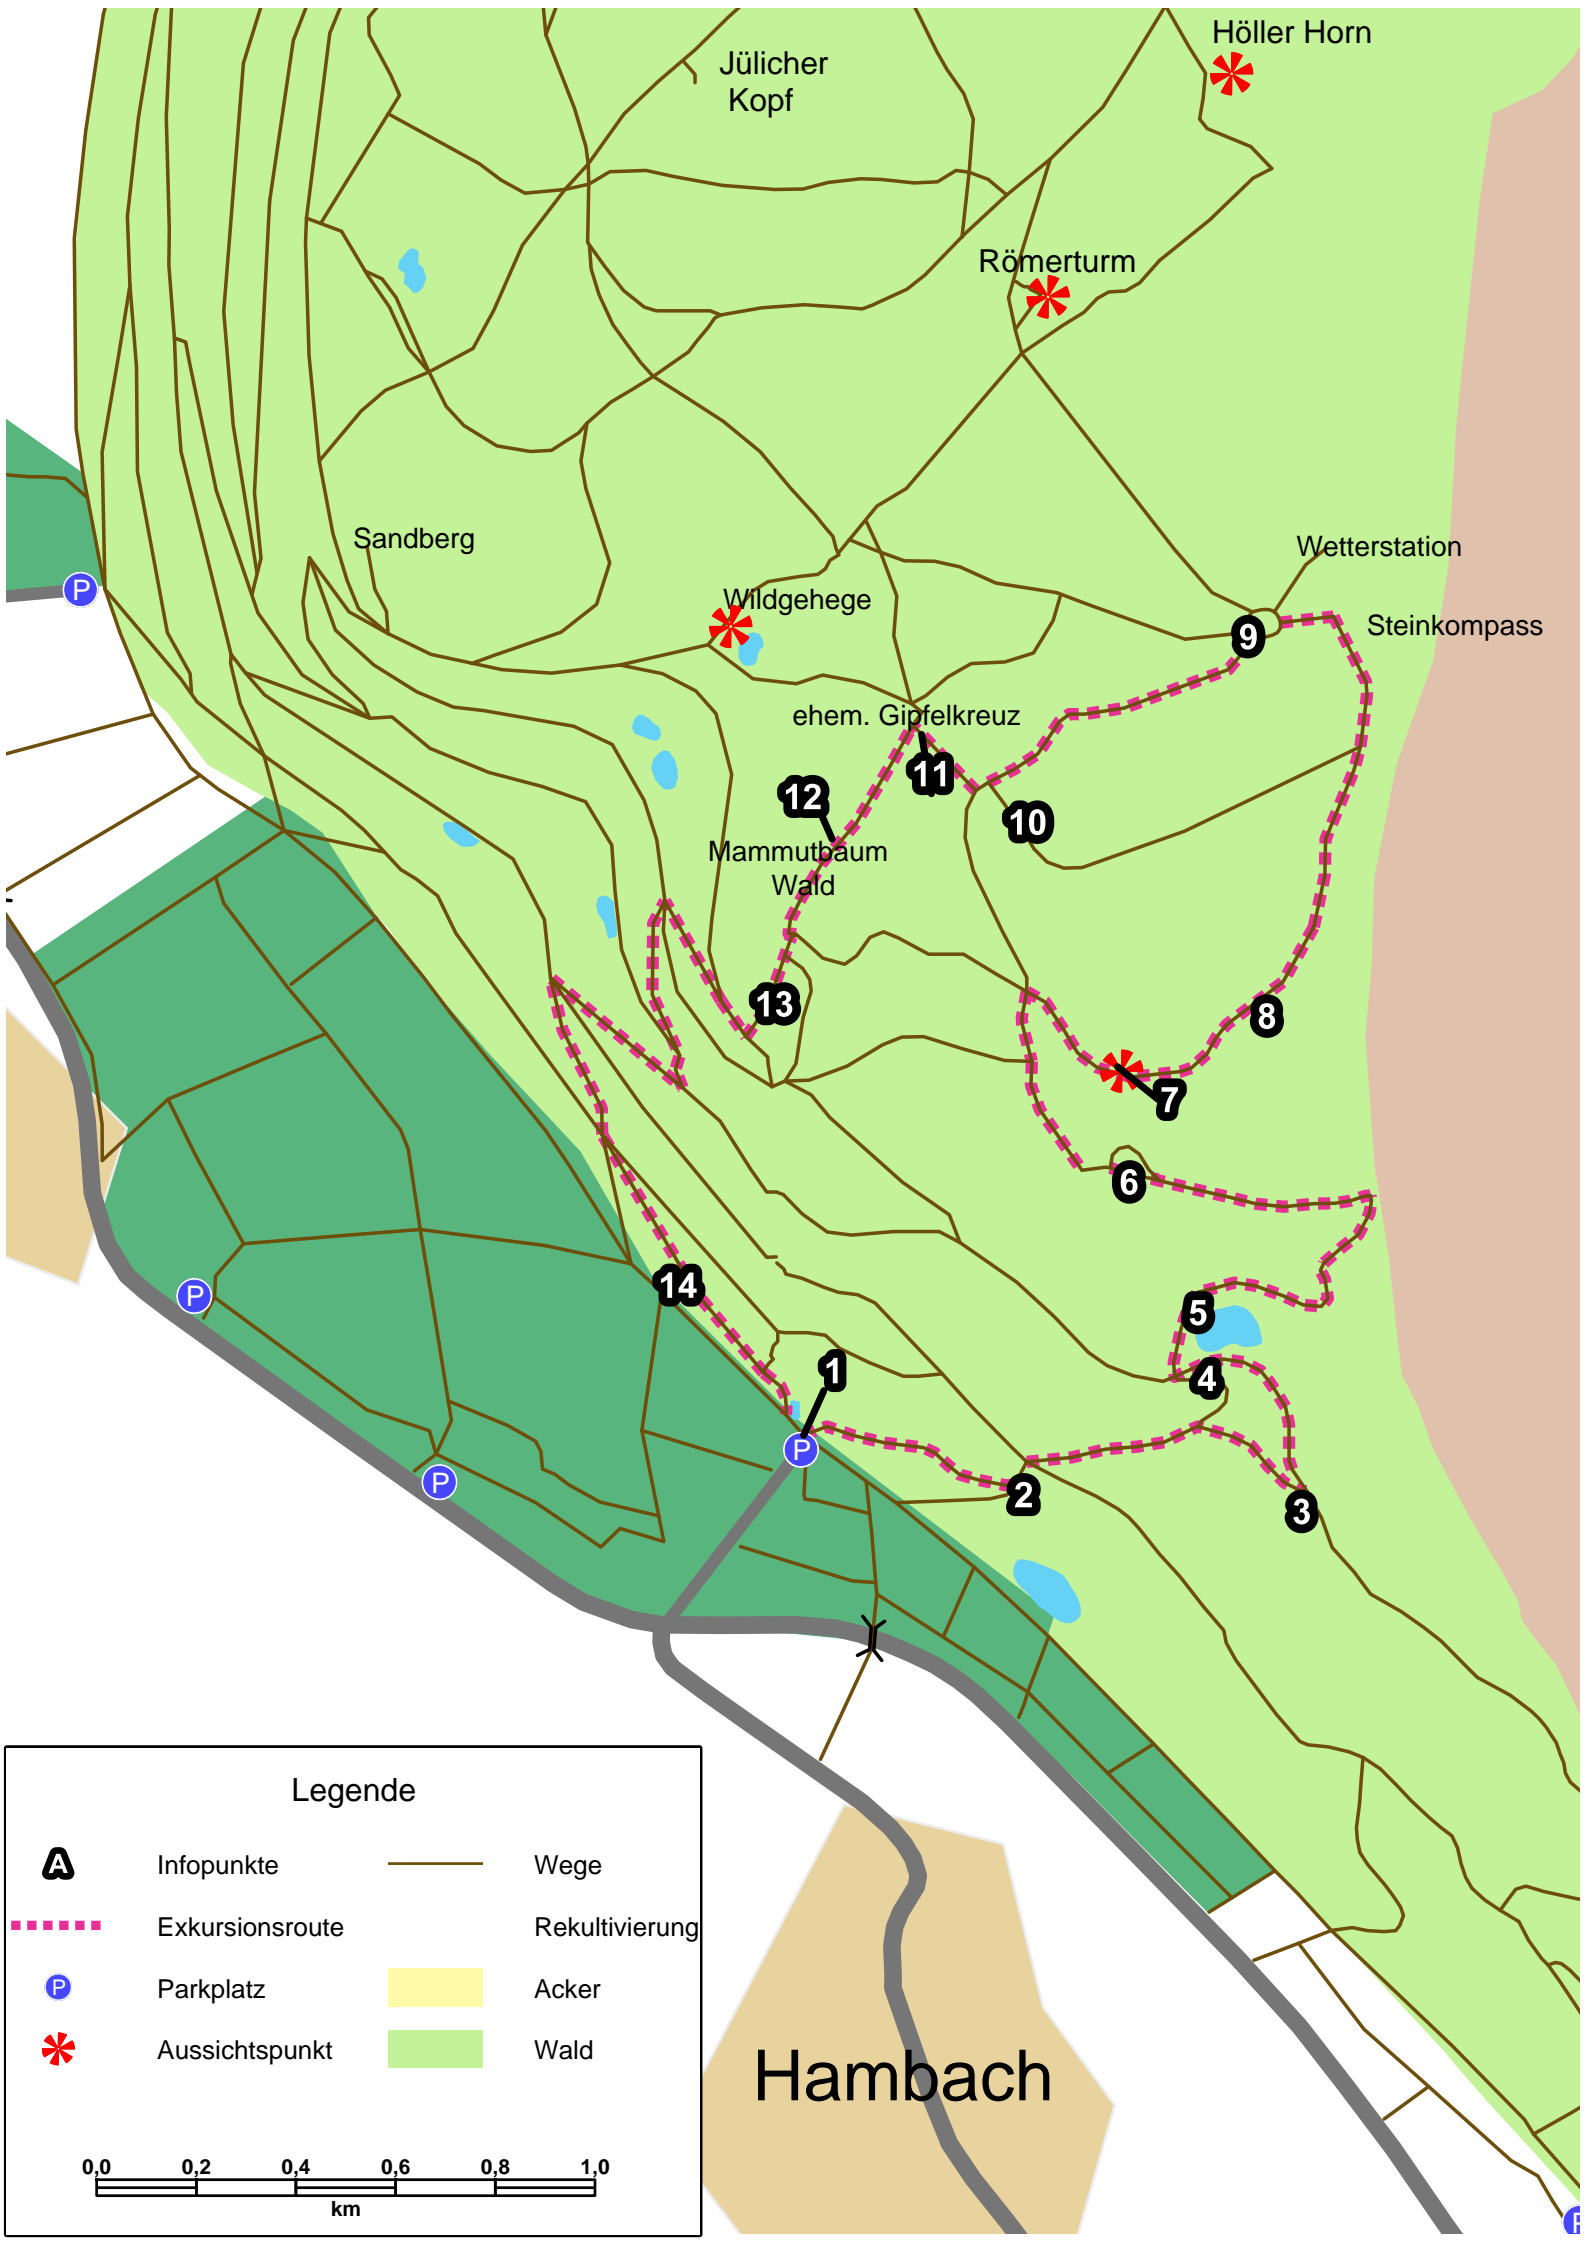 Höller Horn
Jülicher
Kopf
Römerturm
Sandberg
Wetterstation
P
Wildgehege
Steinkompass
9
ehem. Gipfelkreuz
11
12
10
Mammutbaum
Wald
13
8
7
6
14
P
5
1
4
P
P
2
3
Legende
A
Infopunkte
Wege
Exkursionsroute
Rekultivierung
P
Parkplatz
Acker
Aussichtspunkt
Wald
Hambach
0,0 0,2 0,4 0,6 0,8 1,0
km
P